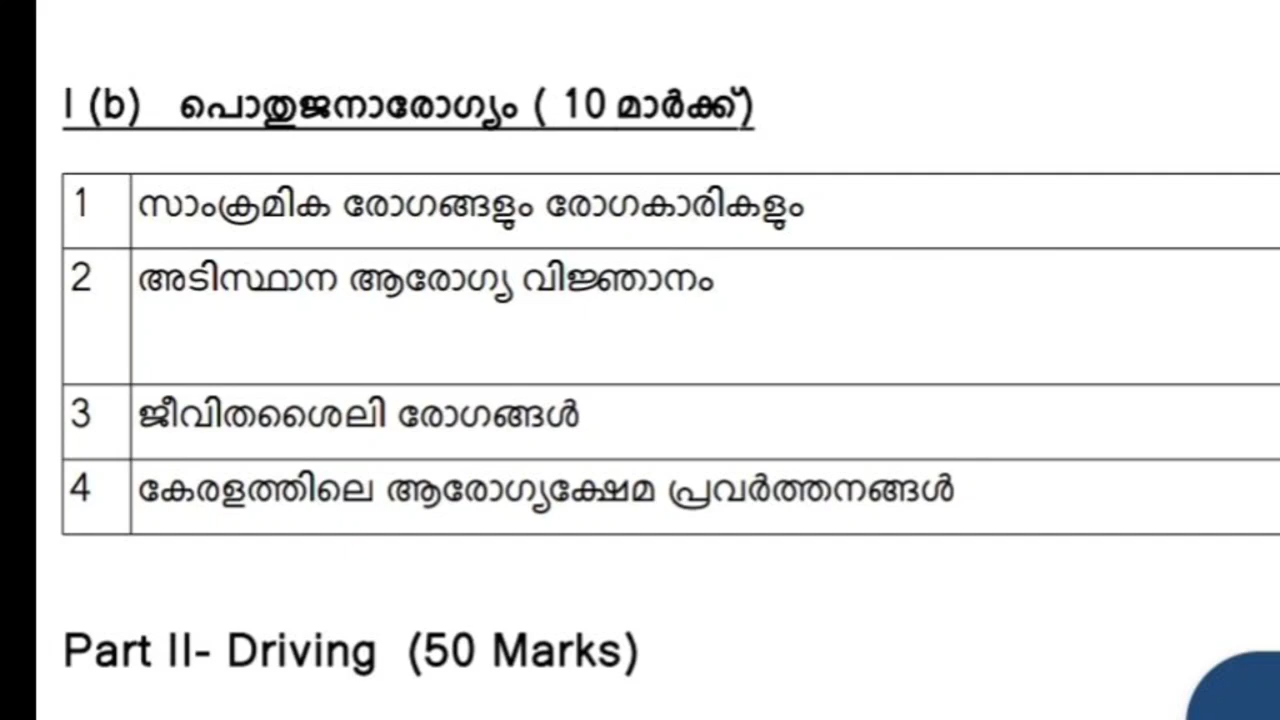 I (b) പൊതുജനാരോഗ്യം ( 10 മാർക്ക്)
1 സാംക്രമിക രോഗങ്ങളും രോഗകാരികളും
2 അടിസ്ഥാന ആരോഗ്യ വിജ്ഞാനം
3 ജീവിതശൈലി രോഗങ്ങൾ
4 കേരളത്തിലെ ആരോഗ്യക്ഷേമ പ്രവർത്തനങ്ങൾ
Part II- Driving (50 Marks)